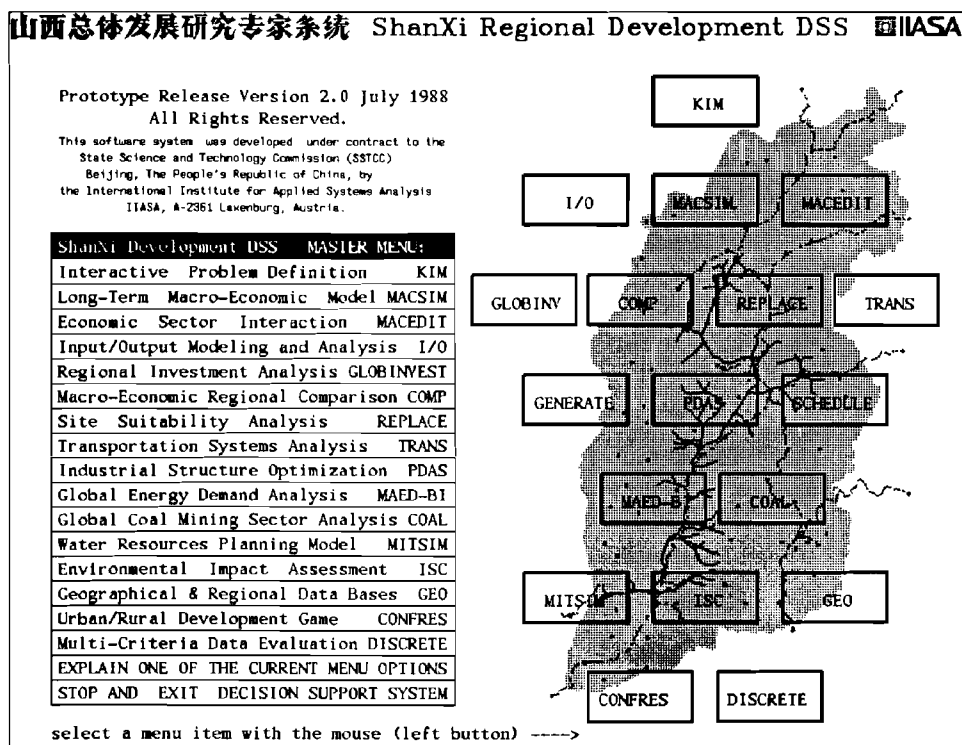 山西总体发展研究专家系统 ShanXi Regional Development DSS IIASA
Prototype Release Version 2.0 July 1988
All Rights Reserved.
This software system was developed under contract to the
State Science and Technology Commission (SSTCC)
Beijing, The People's Republic of China, by
the International Institute for Applied Systems Analysis
IIASA, A-2361 Laxenburg, Austria.
ShanXi Development DSS MASTER MENU:
Interactive Problem Definition KIM
Long-Term Macro-Economic Model MACSIM
Economic Sector Interaction MACEDIT
Input/Output Modeling and Analysis I/O
Regional Investment Analysis GLOBINVEST
Macro-Economic Regional Comparison COMP
Site Suitability Analysis REPLACE
Transportation Systems Analysis TRANS
Industrial Structure Optimization PDAS
Global Energy Demand Analysis MAED-BI
Global Coal Mining Sector Analysis COAL
Water Resources Planning Model MITSIM
Environmental Impact Assessment ISC
Geographical & Regional Data Bases GEO
Urban/Rural Development Game CONFRES
Multi-Criteria Data Evaluation DISCRETE
EXPLAIN ONE OF THE CURRENT MENU OPTIONS
STOP AND EXIT DECISION SUPPORT SYSTEM
select a menu item with the mouse (left button) ---->
KIM
I/O MACSIM MACEDIT
GLOBINV COMP REPLACE TRANS
GENERATE PDAS SCHEDULE
MAED-B COAL
MITSIM ISC GEO
CONFRES DISCRETE